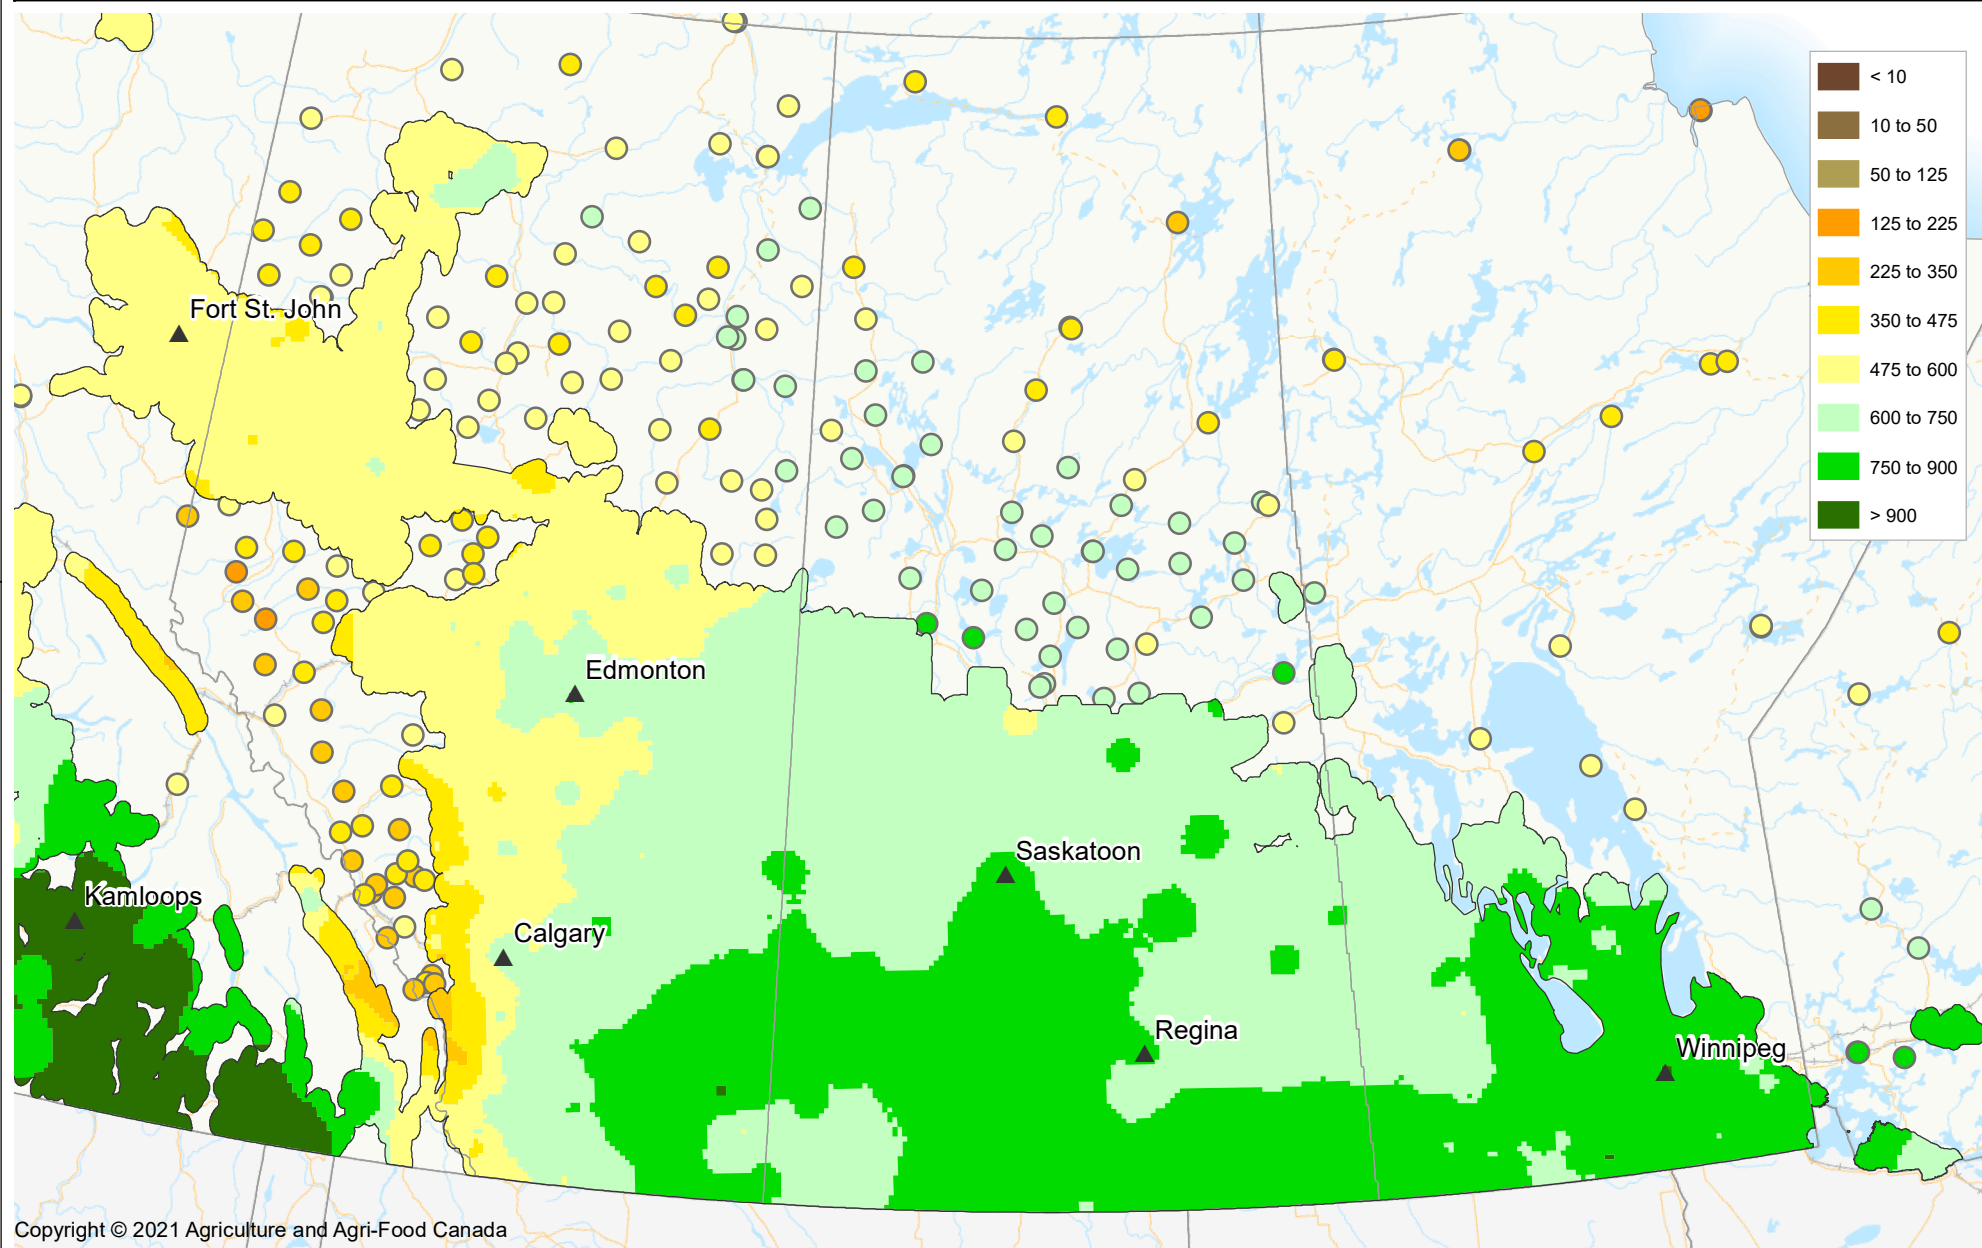 < 10
10 to 50
50 to 125
125 to 225
225 to 350
350 to 475
475 to 600
600 to 750
750 to 900
> 900
Fort St. John
Edmonton
Saskatoon
Kamloops
Calgary
Regina
Winnipeg
Copyright © 2021 Agriculture and Agri-Food Canada